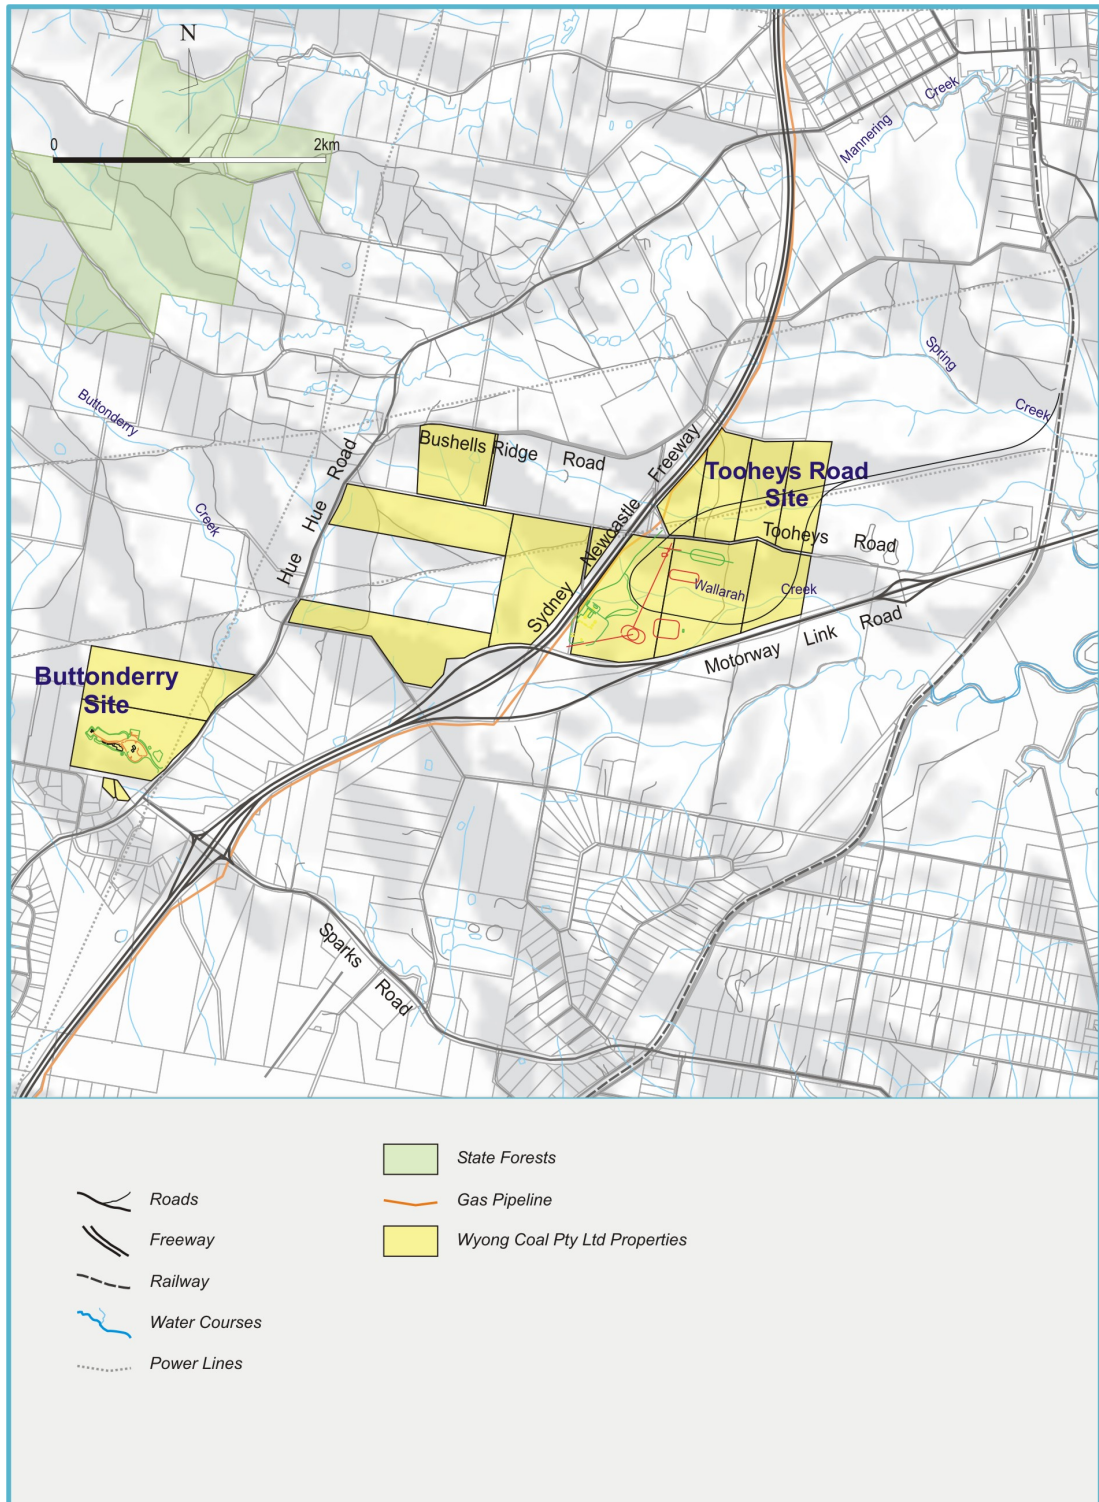 N
0 2km
Creek
Mannering
Spring
Creek
Buttonderry
Creek
Hue Road
Hue
Bushells Ridge Road
Sydney Newcastle Freeway
Tooheys Road
Site
Tooheys Road
Wallarah Creek
Motorway Link Road
Buttonderry
Site
Sparks Road
Roads
Freeway
Railway
Water Courses
Power Lines
State Forests
Gas Pipeline
Wyong Coal Pty Ltd Properties